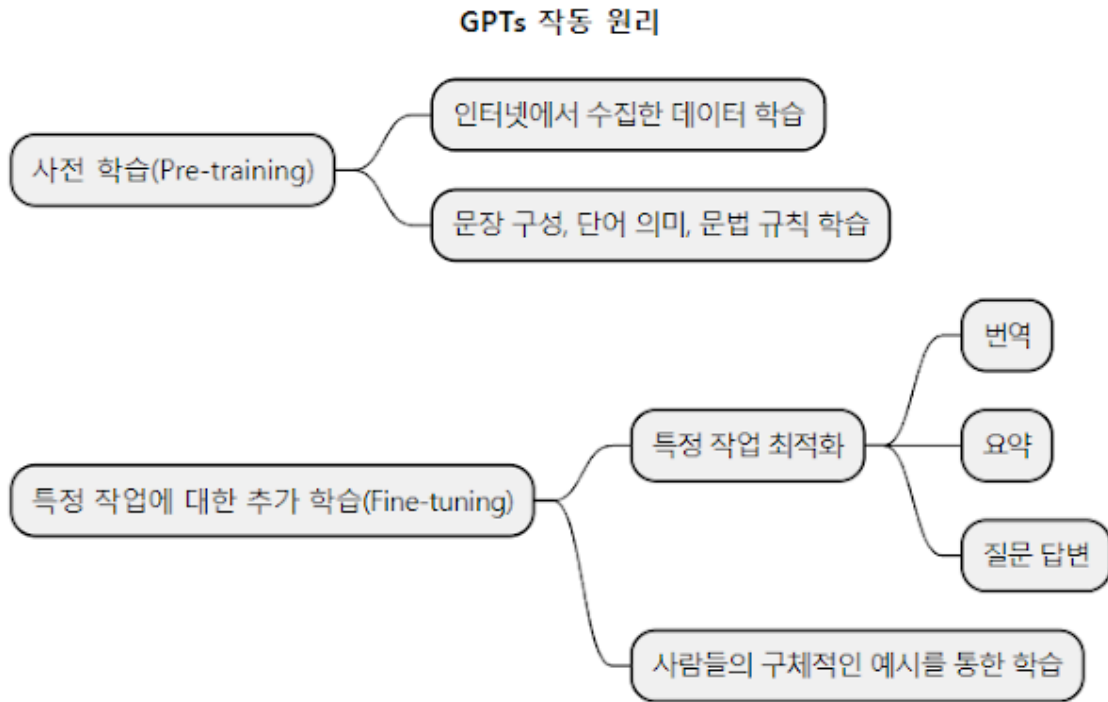 GPTs 작동 원리
사전 학습(Pre-training)
인터넷에서 수집한 데이터 학습
문장 구성, 단어 의미, 문법 규칙 학습
특정 작업에 대한 추가 학습(Fine-tuning)
특정 작업 최적화
번역
요약
질문 답변
사람들의 구체적인 예시를 통한 학습